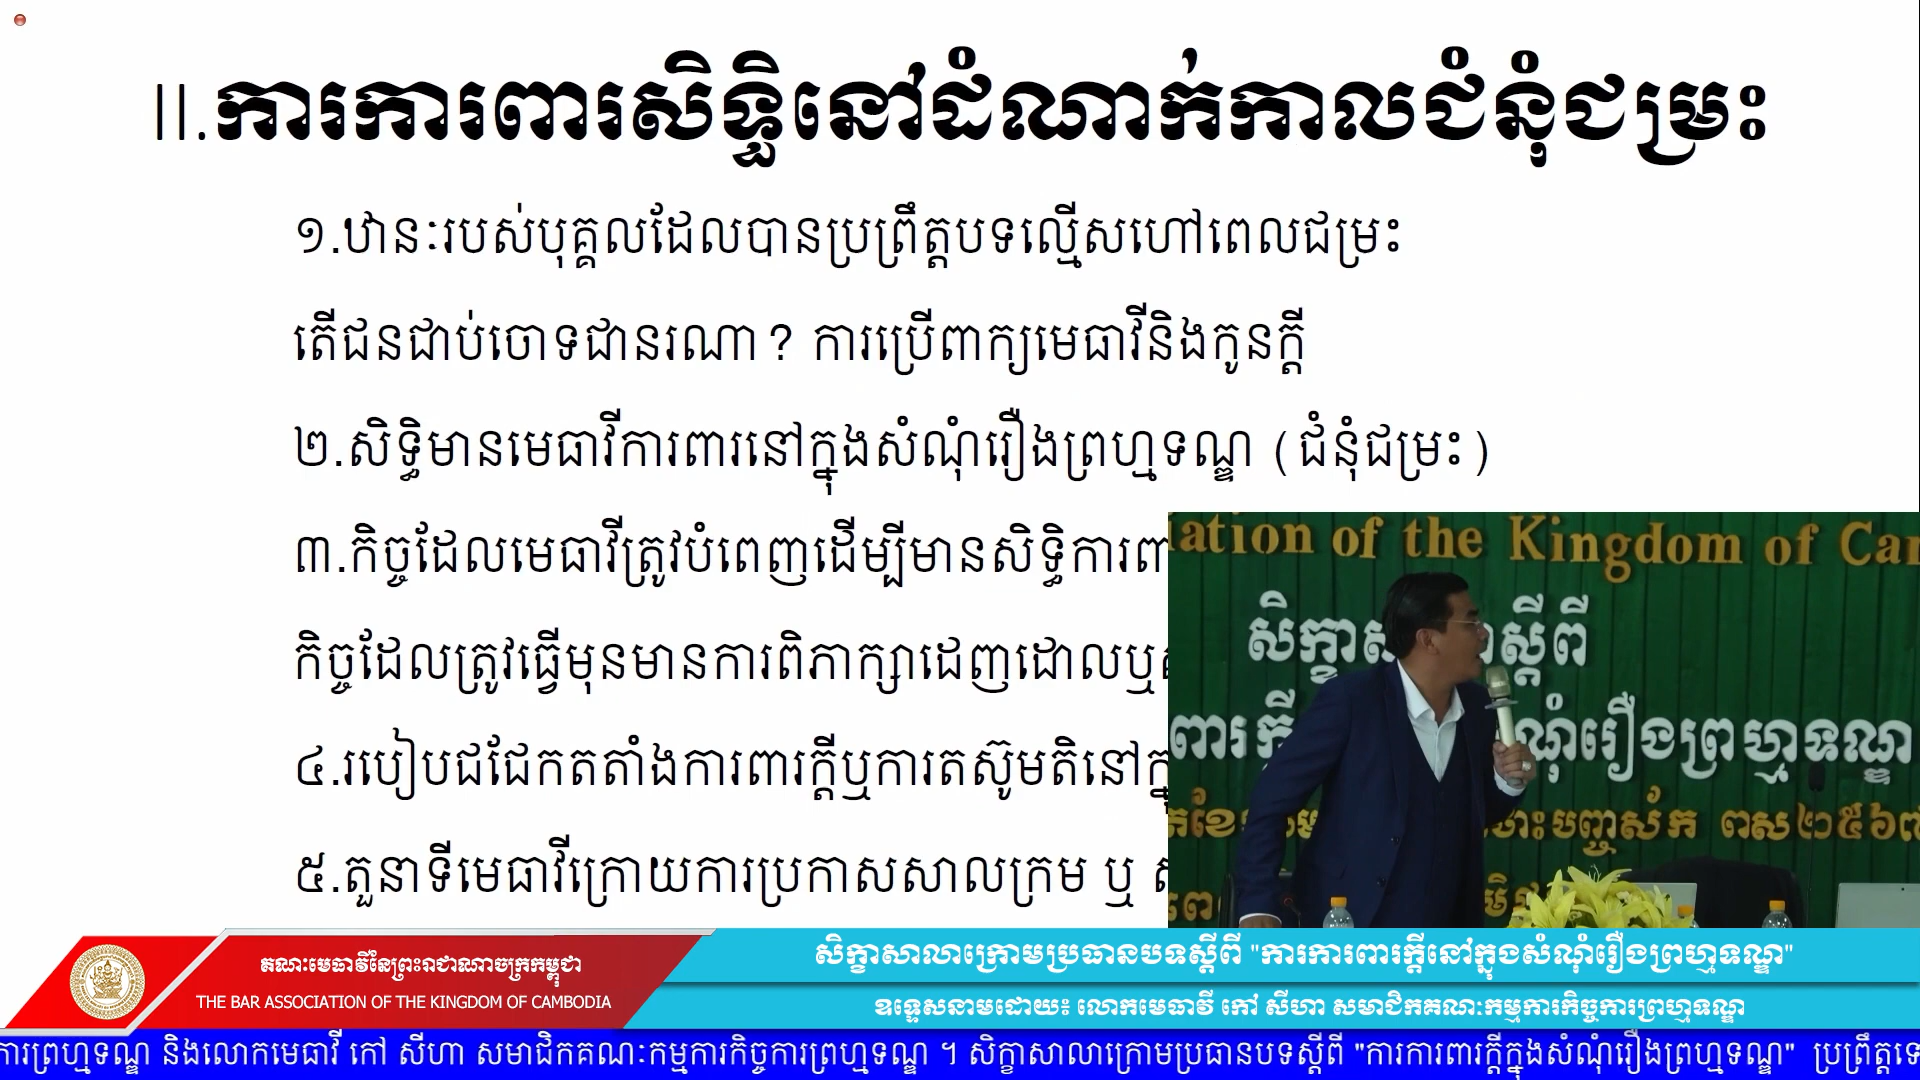 II.ការការពារសិទ្ធិនៅដំណាក់កាលជំនុំជម្រះ
១.ឋានៈរបស់បុគ្គលដែលបានប្រព្រឹត្តបទល្មើសហៅពេលជម្រះ
តើជនជាប់ចោទជានរណា? ការប្រើពាក្យមេធាវីនិងកូនក្តី
២.សិទ្ធិមានមេធាវីការពារនៅក្នុងសំណុំរឿងព្រហ្មទណ្ឌ (ជំនុំជម្រះ)
៣.កិច្ចដែលមេធាវីត្រូវបំពេញដើម្បីមានសិទ្ធិការពា
កិច្ចដែលត្រូវធ្វើមុនមានការពិភាក្សាដេញដោលឬ
៤.របៀបជជែកតតាំងការពារក្តីឬការតស៊ូមតិនៅក្នុ
៥.តួនាទីមេធាវីក្រោយការប្រកាសសាលក្រម ឬ
iation of the Kingdom of Ca
សិក្ខាស ស្តីពី
ពារក្តី ណុំរឿងព្រហ្មទណ្ឌ
បញ្ចស័ក ពស២៥៦៧
គណៈមេធាវីនៃព្រះរាជាណាចក្រកម្ពុជា
THE BAR ASSOCIATION OF THE KINGDOM OF CAMBODIA
សិក្ខាសាលាក្រោមប្រធានបទស្តីពី "ការការពារក្តីនៅក្នុងសំណុំរឿងព្រហ្មទណ្ឌ"
ឧទ្ទេសនាមដោយ៖ លោកមេធាវី កៅ សីហា សមាជិកគណៈកម្មការកិច្ចការព្រហ្មទណ្ឌ
ការព្រហ្មទណ្ឌ និងលោកមេធាវី កៅ សីហា សមាជិកគណៈកម្មការកិច្ចការព្រហ្មទណ្ឌ ។ សិក្ខាសាលាក្រោមប្រធានបទស្តីពី "ការការពារក្តីក្នុងសំណុំរឿងព្រហ្មទណ្ឌ" ប្រព្រឹត្តទៅ